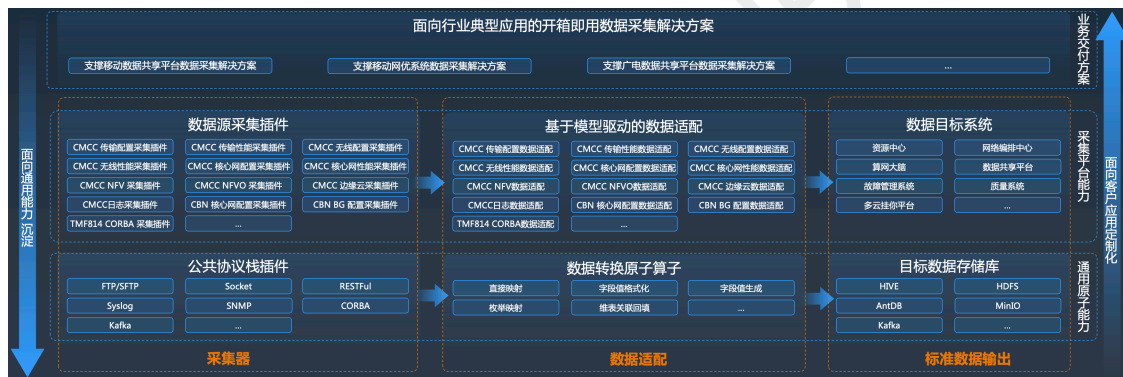 面向行业典型应用的开箱即用数据采集解决方案
支撑移动数据共享平台数据采集解决方案
支撑移动网优系统数据采集解决方案
支撑广电数据共享平台数据采集解决方案
...
业务交付方案
数据源采集插件
CMCC 传输配置采集插件
CMCC 传输性能采集插件
CMCC 无线配置采集插件
CMCC 无线性能采集插件
CMCC 核心网配置采集插件
CMCC 核心网性能采集插件
CMCC NFV 采集插件
CMCC NFVO 采集插件
CMCC 边缘云采集插件
CMCC日志采集插件
CBN 核心网配置采集插件
CBN BG 配置采集插件
TMF814 CORBA 采集插件
...
基于模型驱动的数据适配
CMCC 传输配置数据适配
CMCC 传输性能数据适配
CMCC 无线配置数据适配
CMCC 无线性能数据适配
CMCC 核心网配置数据适配
CMCC 核心网性能数据适配
CMCC NFV数据适配
CMCC NFVO数据适配
CMCC 边缘云数据适配
CMCC日志数据适配
CBN 核心网配置数据适配
CBN BG 配置数据适配
TMF814 CORBA数据适配
...
数据目标系统
资源中心
网络编排中心
算网大脑
数据共享平台
故障管理系统
质量系统
多云挂你平台
...
采集平台能力
公共协议栈插件
FTP/SFTP
Socket
RESTFul
Syslog
SNMP
CORBA
Kafka
...
数据转换原子算子
直接映射
字段值格式化
字段值生成
枚举映射
维表关联回填
...
目标数据存储库
HIVE
HDFS
AntDB
MinIO
Kafka
...
通用原子能力
采集器
数据适配
标准数据输出
面向通用能力 沉淀
面向客户应用定制化